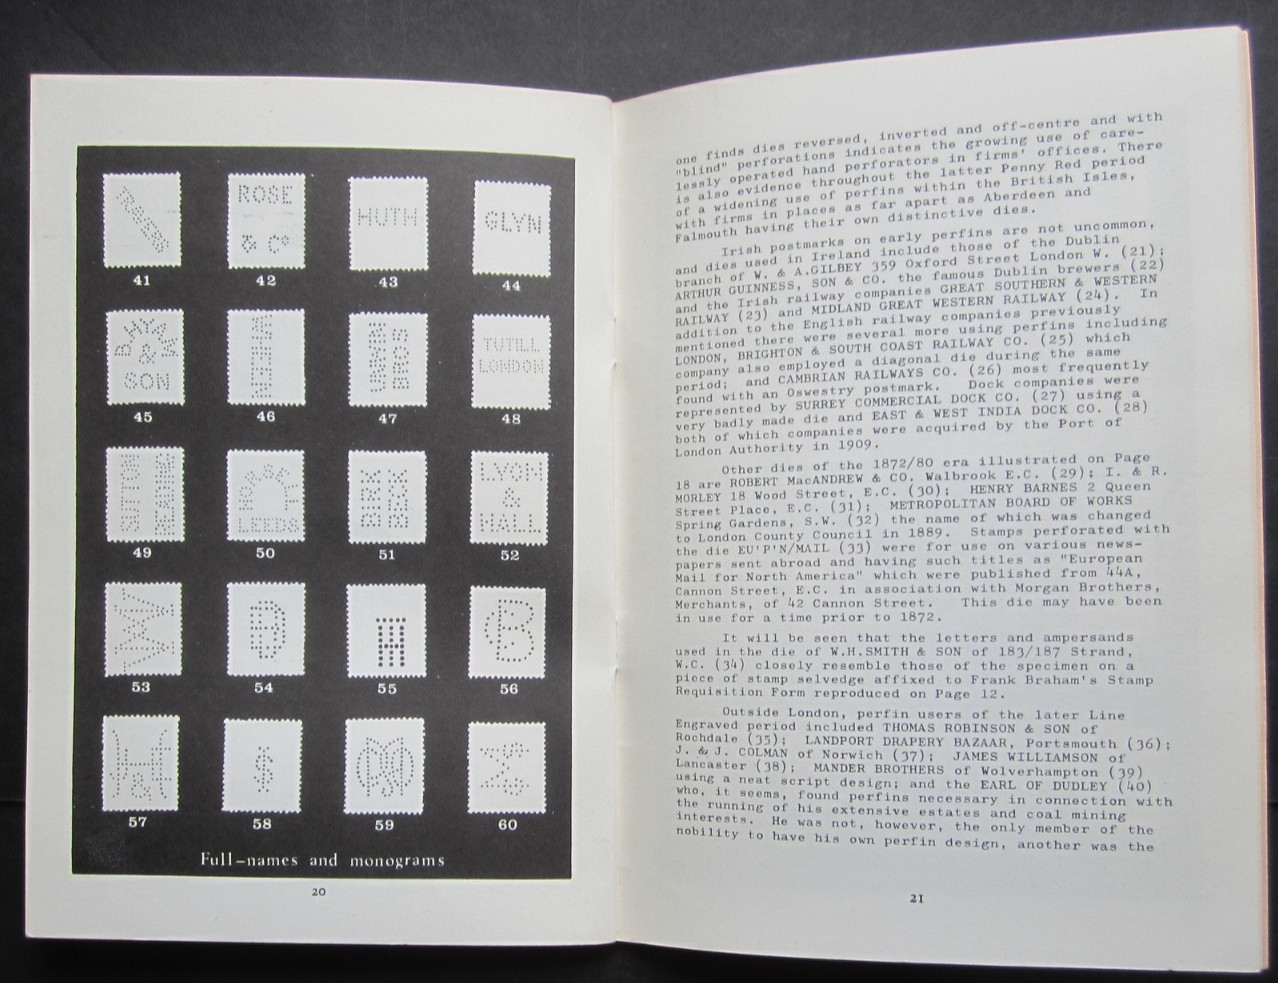 ROSE
& Cº
HUTH
GLYN
41
42
43
44
& 
SON
BROS
TUTILL
LONDON
45
46
47
48
SUTTON
LEEDS
LYON
&
HALL
49
50
51
52
W
D
H
B
53
54
55
56
H&H
$
57
58
59
60
Full-names and monograms
20
one finds dies reversed, inverted and off-centre and with
"blind" perforations indicates the growing use of care-
lessly operated hand perforators in firms' offices. There
is also evidence throughout the latter Penny Red period
of a widening use of perfins within the British Isles,
with firms in places as far apart as Aberdeen and
Falmouth having their own distinctive dies.
Irish postmarks on early perfins are not uncommon,
and dies used in Ireland include those of the Dublin
branch of W. & A.GILBEY 359 Oxford Street London W. (21);
ARTHUR GUINNESS, SON & CO. the famous Dublin brewers (22)
and the Irish railway companies GREAT SOUTHERN & WESTERN
RAILWAY (23) and MIDLAND GREAT WESTERN RAILWAY (24). In
addition to the English railway companies previously
mentioned there were several more using perfins including
LONDON, BRIGHTON & SOUTH COAST RAILWAY CO. (25) which
company also employed a diagonal die during the same
period; and CAMBRIAN RAILWAYS CO. (26) most frequently
found with an Oswestry postmark. Dock companies were
represented by SURREY COMMERCIAL DOCK CO. (27) using a
very badly made die and EAST & WEST INDIA DOCK CO. (28)
both of which companies were acquired by the Port of
London Authority in 1909.
Other dies of the 1872/80 era illustrated on Page
18 are ROBERT MacANDREW & CO. Walbrook E.C. (29); I. & R.
MORLEY 18 Wood Street, E.C. (30); HENRY BARNES 2 Queen
Street Place, E.C. (31); METROPOLITAN BOARD OF WORKS
Spring Gardens, S.W. (32) the name of which was changed
to London County Council in 1889. Stamps perforated with
the die EU'P'N/MAIL (33) were for use on various news-
papers sent abroad and having such titles as "European
Mail for North America" which were published from 44A,
Cannon Street, E.C. in association with Morgan Brothers,
Merchants, of 42 Cannon Street. This die may have been
in use for a time prior to 1872.
It will be seen that the letters and ampersands
used in the die of W.H.SMITH & SON of 183/187 Strand,
W.C. (34) closely resemble those of the specimen on a
piece of stamp selvedge affixed to Frank Braham's Stamp
Requisition Form reproduced on Page 12.
Outside London, perfin users of the later Line
Engraved period included THOMAS ROBINSON & SON of
Rochdale (35); LANDPORT DRAPERY BAZAAR, Portsmouth (36);
J. & J. COLMAN of Norwich (37); JAMES WILLIAMSON of
Lancaster (38); MANDER BROTHERS of Wolverhampton (39)
using a neat script design; and the EARL OF DUDLEY (40)
who, it seems, found perfins necessary in connection with
the running of his extensive estates and coal mining
interests. He was not, however, the only member of the
nobility to have his own perfin design, another was the
21